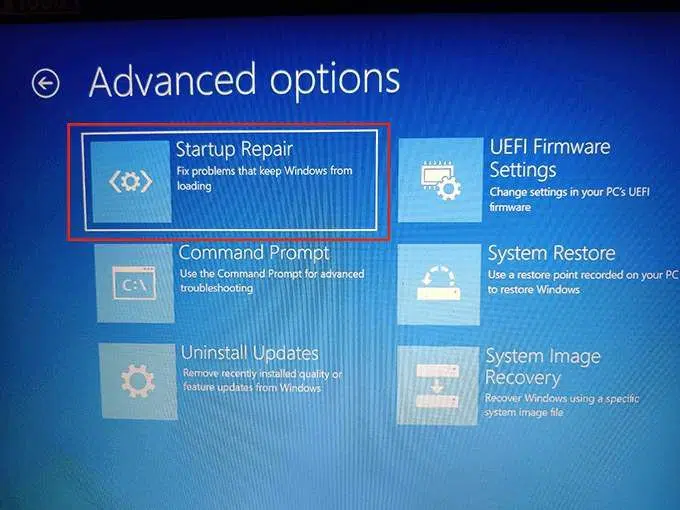 Advanced options
Startup Repair
Fix problems that keep Windows from
loading
UEFI Firmware
Settings
Change settings in your PC's UEFI
firmware
Command Prompt
Use the Command Prompt for advanced
troubleshooting
C:\
System Restore
Use a restore point recorded on your PC
to restore Windows
Uninstall Updates
Remove recently installed quality or
feature updates from Windows
System Image
Recovery
Recover Windows using a specific
system image file